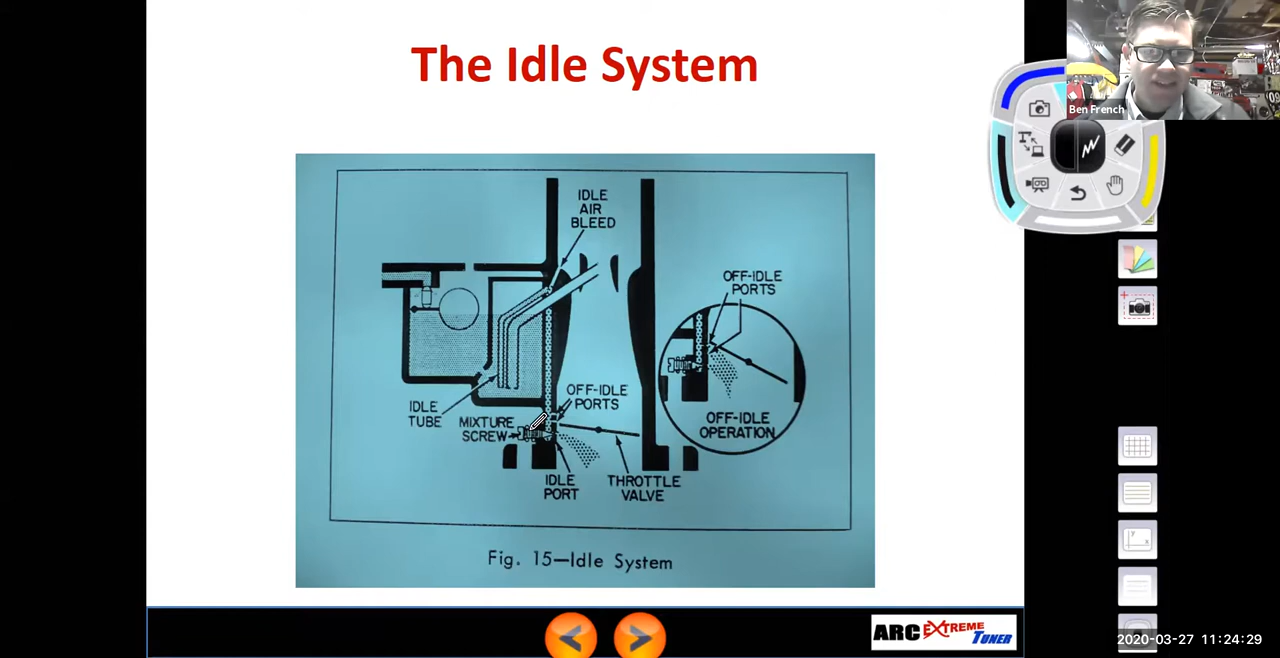 The Idle System
Ben French
IDLE
AIR
BLEED
OFF-IDLE
PORTS
IDLE
TUBE
MIXTURE
SCREW
OFF-IDLE
PORTS
OFF-IDLE
OPERATION
IDLE
PORT
THROTTLE
VALVE
Fig. 15—Idle System
ARC EXTREME
TUNER
2020-03-27 11:24:29